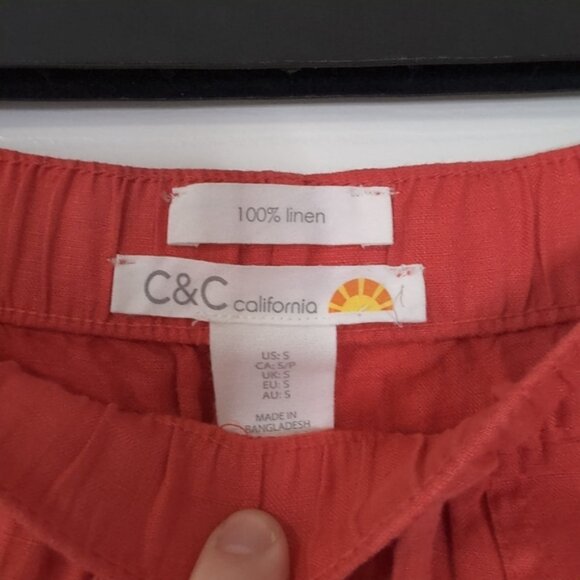 100% linen
C&C california
US: S
CA: S/P
UK: S
EU: S
AU: S
MADE IN
BANGLADESH